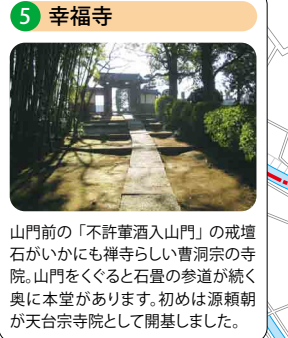 5 幸福寺
山門前の「不許葷酒入山門」の戒壇
石がいかにも禅寺らしい曹洞宗の寺
院。山門をくぐると石畳の参道が続く
奥に本堂があります。初めは源頼朝
が天台宗寺院として開基しました。